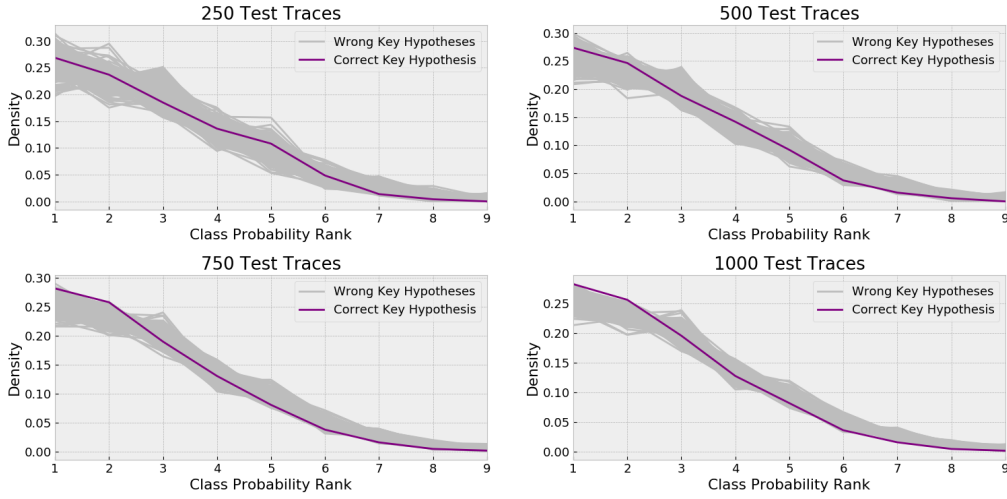 250 Test Traces
0.30
0.25
0.20
0.15
0.10
0.05
0.00
Density
Wrong Key Hypotheses
Correct Key Hypothesis
1 2 3 4 5 6 7 8 9
Class Probability Rank
500 Test Traces
0.30
0.25
0.20
0.15
0.10
0.05
0.00
Density
Wrong Key Hypotheses
Correct Key Hypothesis
1 2 3 4 5 6 7 8 9
Class Probability Rank
750 Test Traces
0.30
0.25
0.20
0.15
0.10
0.05
0.00
Density
Wrong Key Hypotheses
Correct Key Hypothesis
1 2 3 4 5 6 7 8 9
Class Probability Rank
1000 Test Traces
0.25
0.20
0.15
0.10
0.05
0.00
Density
Wrong Key Hypotheses
Correct Key Hypothesis
1 2 3 4 5 6 7 8 9
Class Probability Rank